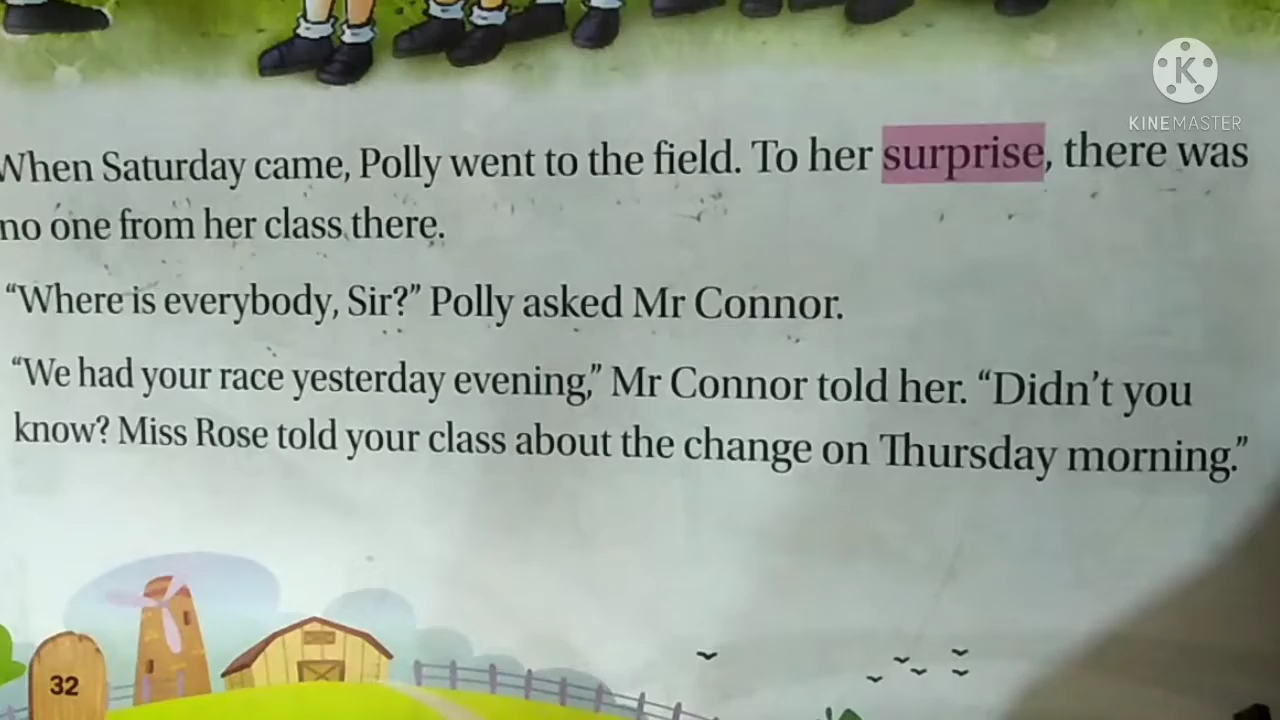 K
KINEMASTER
When Saturday came, Polly went to the field. To her surprise, there was
no one from her class there.
“Where is everybody, Sir?” Polly asked Mr Connor.
“We had your race yesterday evening,” Mr Connor told her. “Didn’t you
know? Miss Rose told your class about the change on Thursday morning.”
32